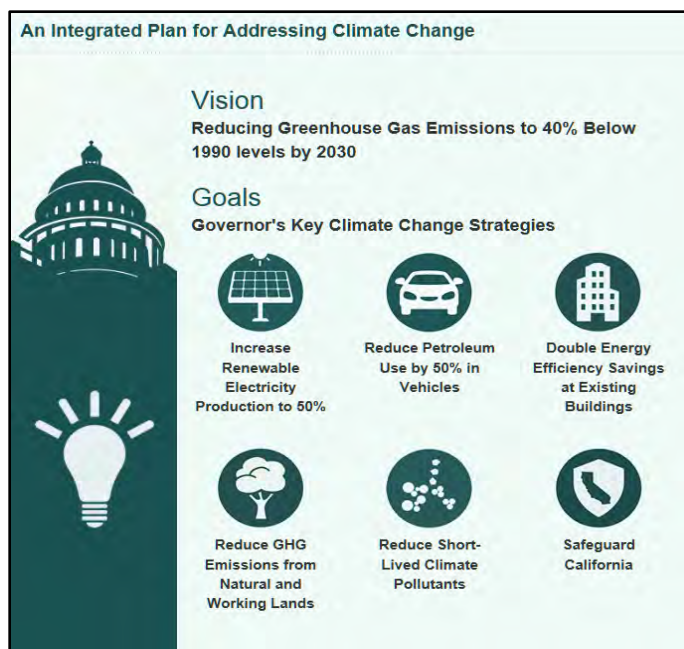 An Integrated Plan for Addressing Climate Change
Vision
Reducing Greenhouse Gas Emissions to 40% Below
1990 levels by 2030
Goals
Governor's Key Climate Change Strategies
Increase
Renewable
Electricity
Production to 50%
Reduce Petroleum
Use by 50% in
Vehicles
Double Energy
Efficiency Savings
at Existing
Buildings
Reduce GHG
Emissions from
Natural and
Working Lands
Reduce Short-
Lived Climate
Pollutants
Safeguard
California